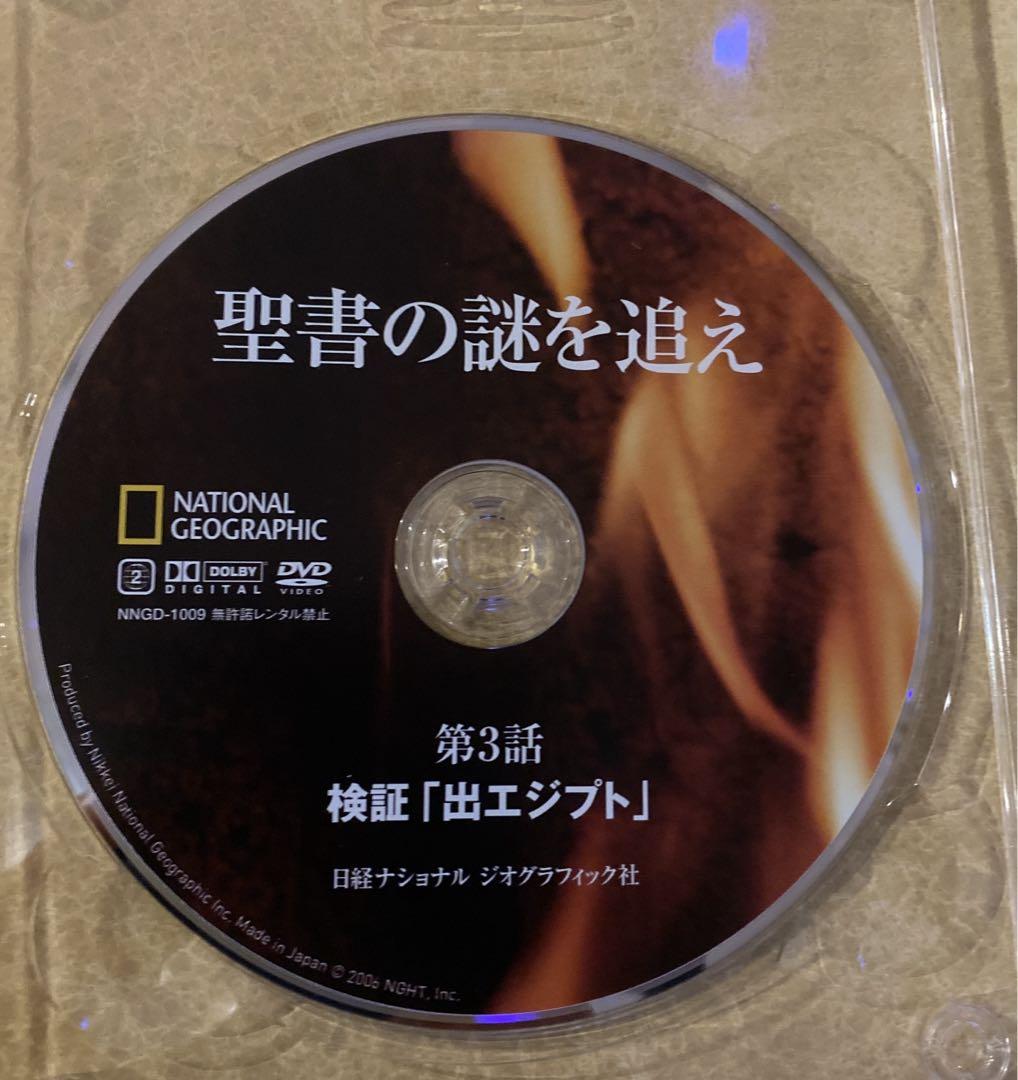 聖書の謎を追え
NATIONAL
GEOGRAPHIC
2
DOLBY
DIGITAL
DVD
VIDEO
NNGD-1009 無許諾レンタル禁止
第3話
検証「出エジプト」
日経ナショナル ジオグラフィック社
Produced by Nikkei National Geographic Inc. Made in Japan © 2006 NGHT, Inc.